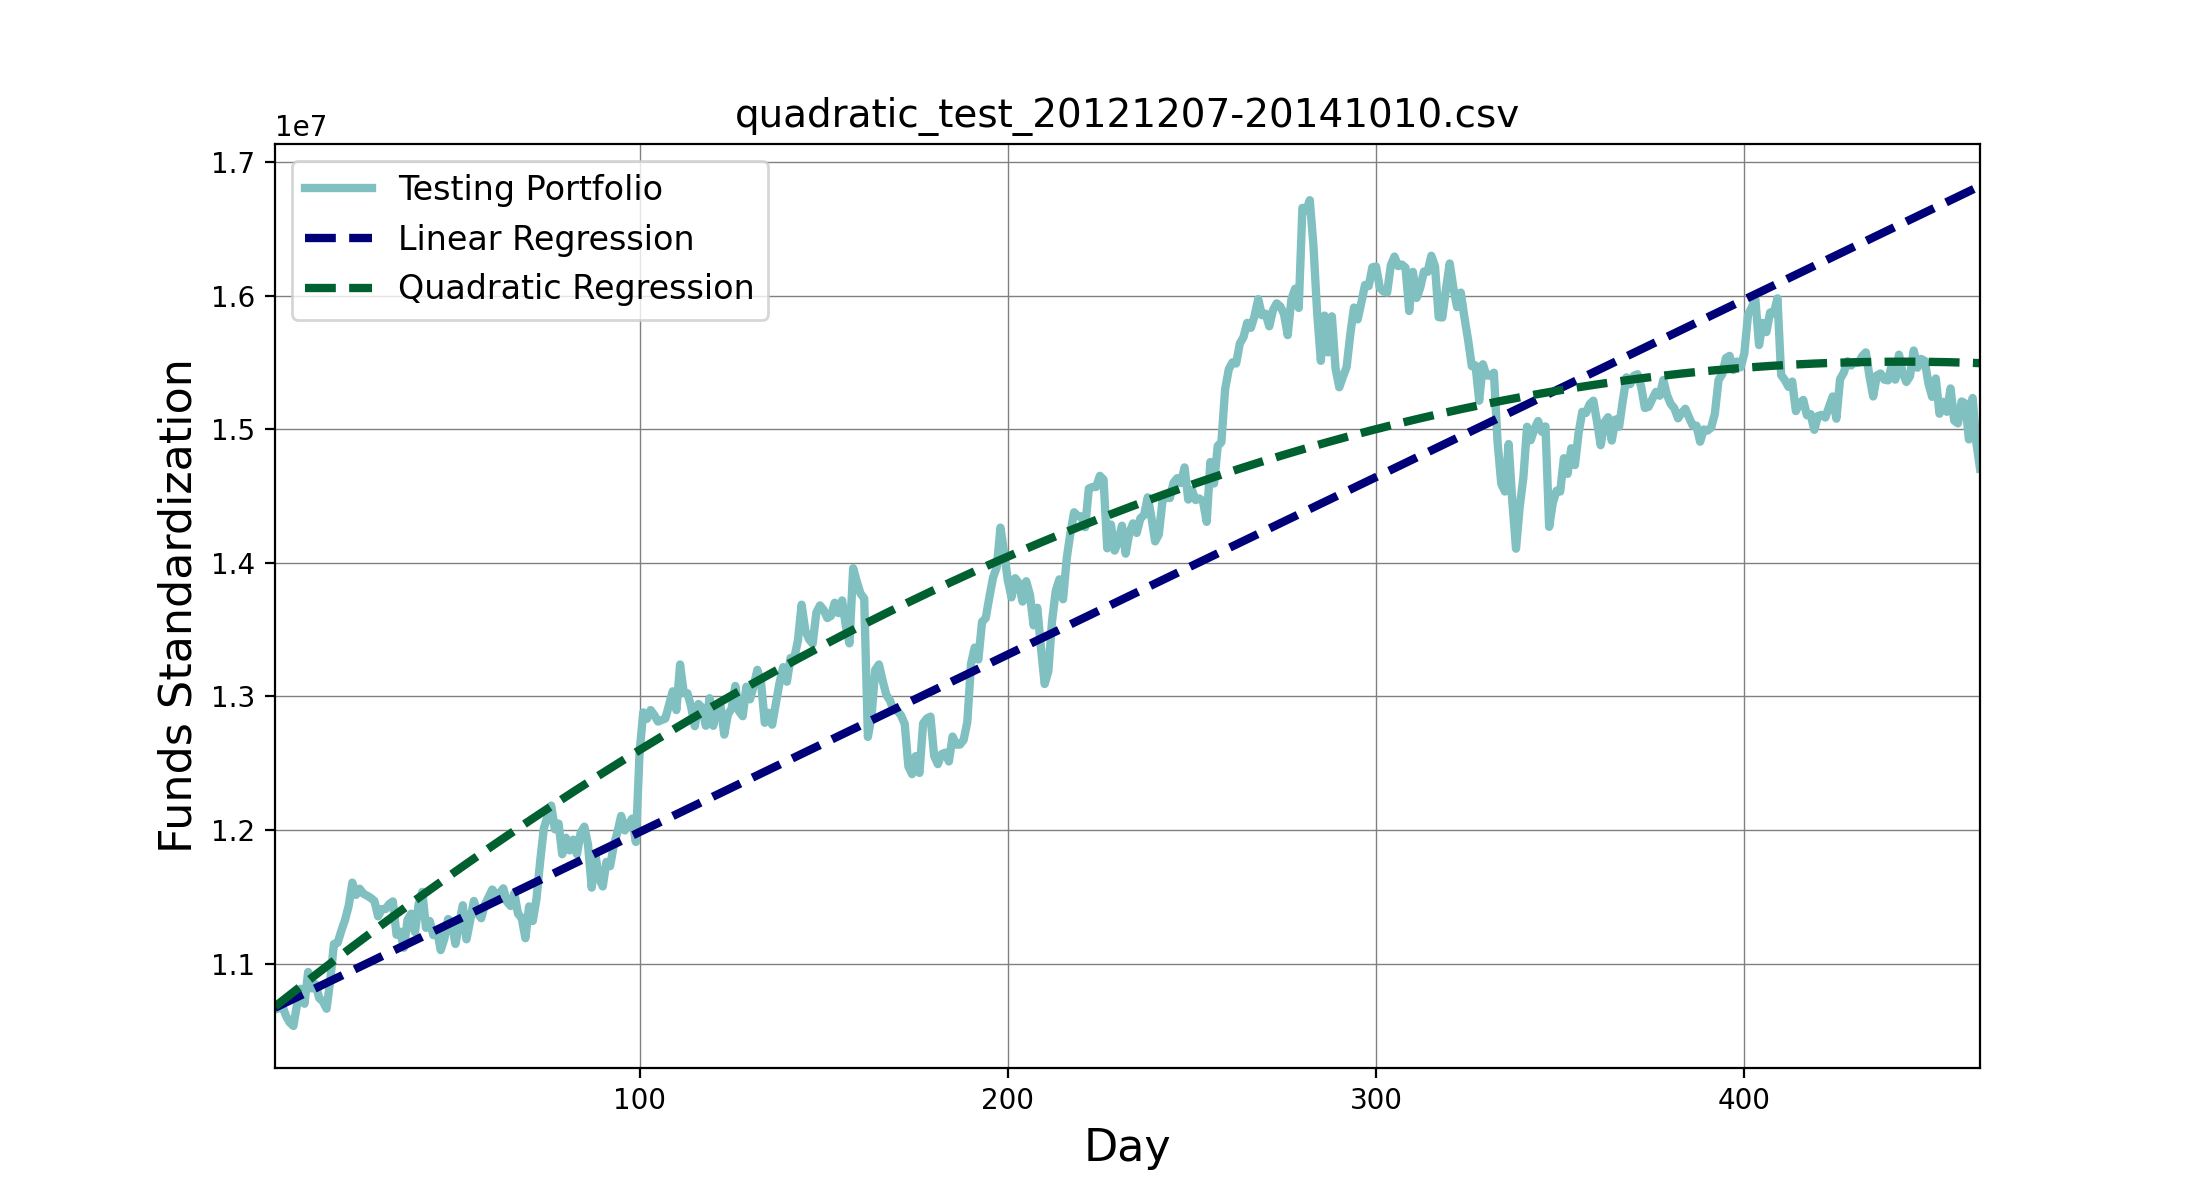 quadratic_test_20121207-20141010.csv
1e7
1.7
1.6
1.5
1.4
1.3
1.2
1.1
Funds Standardization
Testing Portfolio
Linear Regression
Quadratic Regression
100
200
300
400
Day